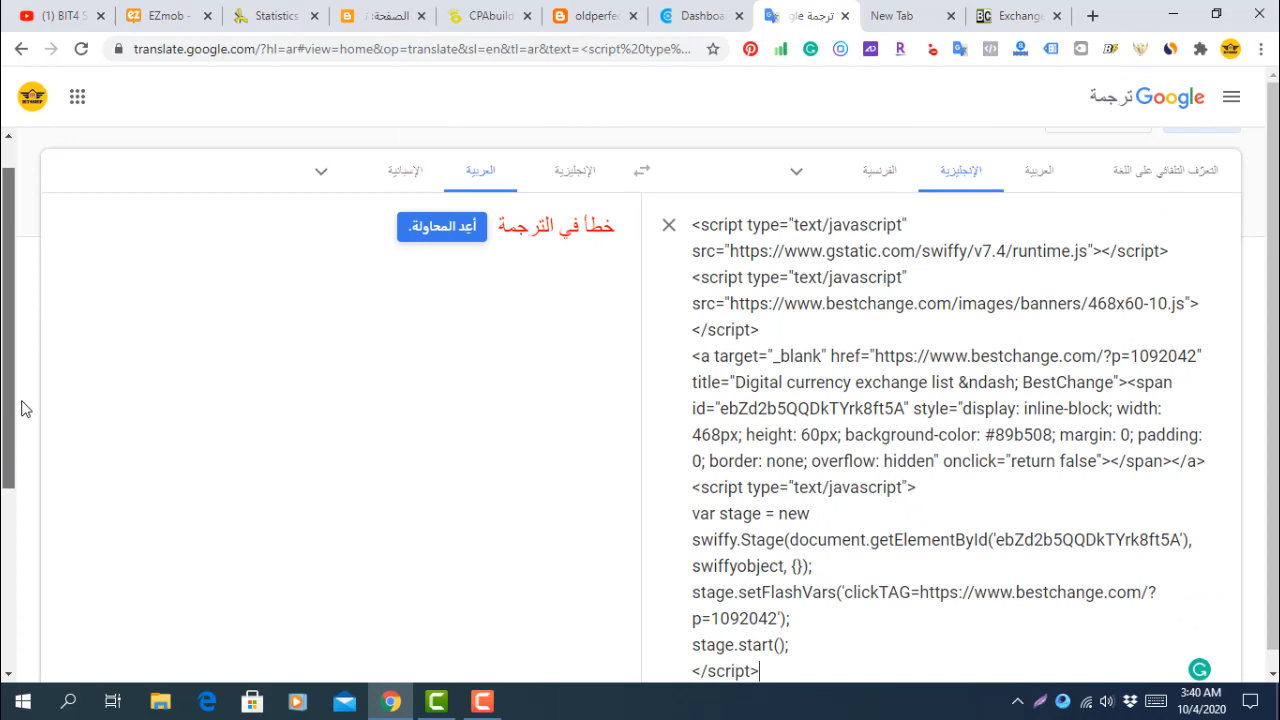 (1) BIT4 S
EZmob -
Statistics
الصفحة:
CPAbuild
oldperfec
Dashboa
ترجمة gle
New Tab
Exchange
translate.google.com/?hl=ar#view=home&op=translate&sl=en&tl=ar&text=<script%20type%...
ترجمة Google
التعرّف التلقائي على اللغة
العربية
الإنجليزية
الفرنسية
الإنجليزية
العربية
الإسبانية
خطأ في الترجمة
أعِد المحاولة.
<script type="text/javascript"
src="https://www.gstatic.com/swiffy/v7.4/runtime.js"></script>
<script type="text/javascript"
src="https://www.bestchange.com/images/banners/468x60-10.js">
</script>
<a target="_blank" href="https://www.bestchange.com/?p=1092042"
title="Digital currency exchange list &ndash; BestChange"><span
id="ebZd2b5QQDkTYrk8ft5A" style="display: inline-block; width:
468px; height: 60px; background-color: #89b508; margin: 0; padding:
0; border: none; overflow: hidden" onclick="return false"></span></a>
<script type="text/javascript">
var stage = new
swiffy.Stage(document.getElementById('ebZd2b5QQDkTYrk8ft5A'),
swiffyobject, {});
stage.setFlashVars('clickTAG=https://www.bestchange.com/?
p=1092042');
stage.start();
</script>
3:40 AM
10/4/2020